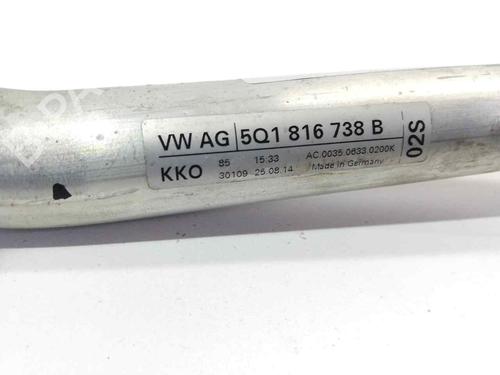 VW AG 5Q1 816 738 B
KKO 85 15:33 AC.0035.0633.0200K
30109 25.08.14 Made in Germany
02S